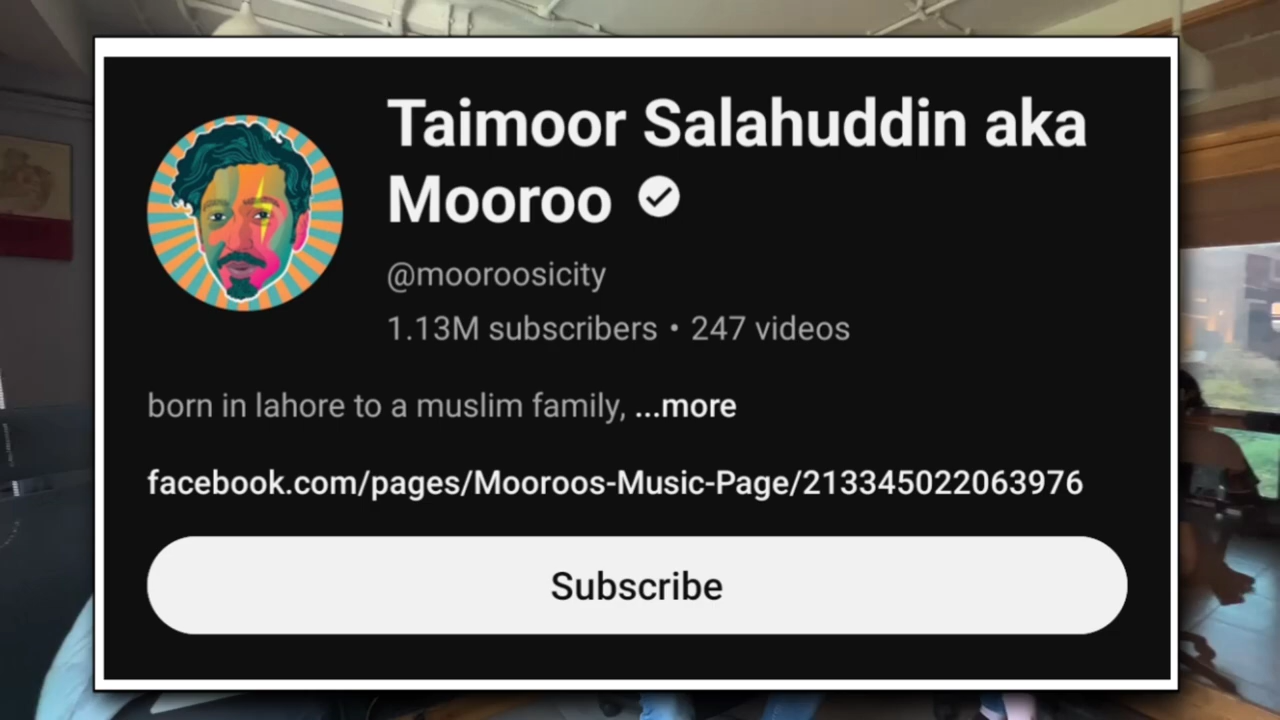 Taimoor Salahuddin aka
Mooroo
@mooroosicity
1.13M subscribers • 247 videos
born in lahore to a muslim family, ...more
facebook.com/pages/Mooroos-Music-Page/213345022063976
Subscribe